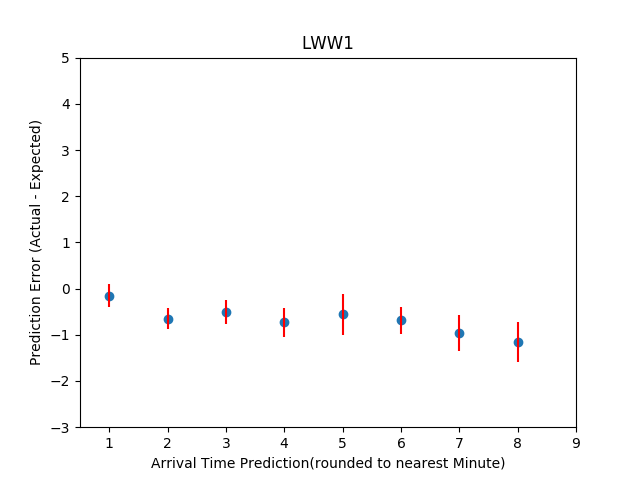 LWW1
Prediction Error (Actual - Expected)
5
4
3
2
1
0
−1
−2
−3
1 2 3 4 5 6 7 8 9
Arrival Time Prediction(rounded to nearest Minute)